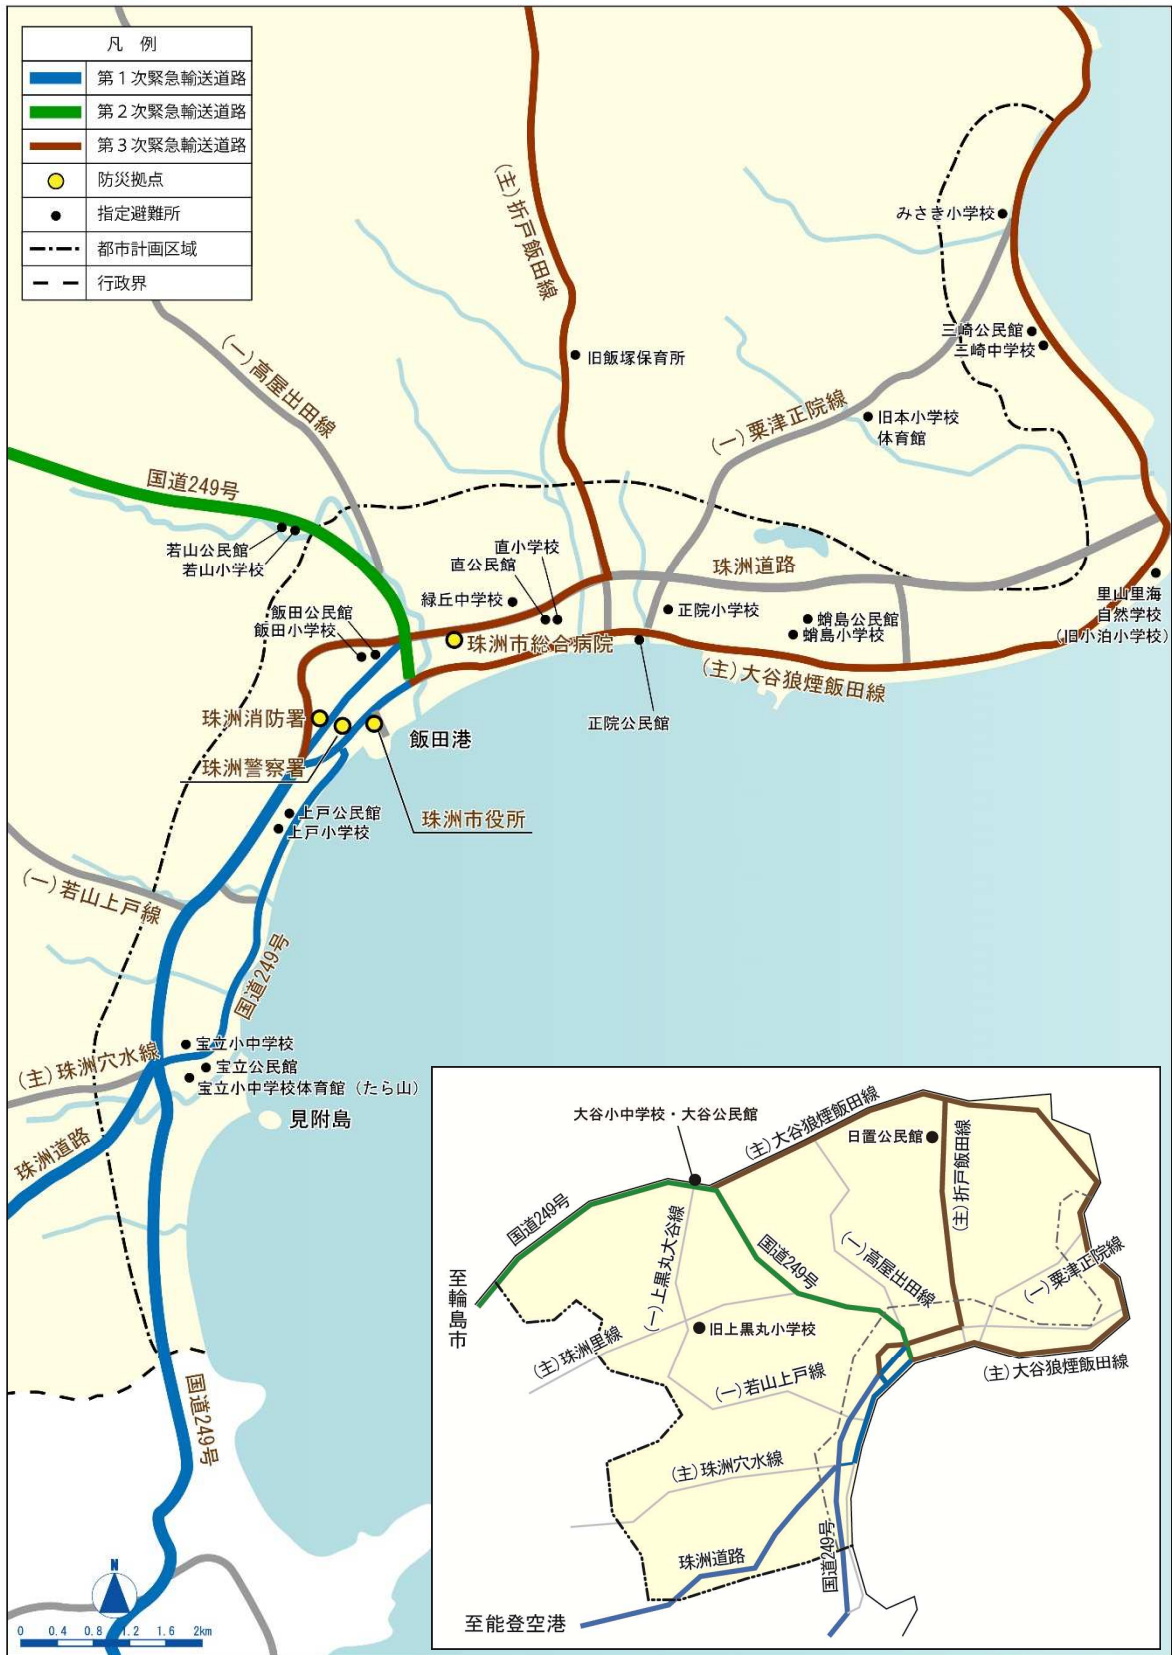 凡 例
第1次緊急輸送道路
第2次緊急輸送道路
第3次緊急輸送道路
防災拠点
指定避難所
都市計画区域
行政界
(主)折戸飯田線
みさき小学校
三崎公民館
三崎中学校
旧飯塚保育所
(一)高屋出田線
(一)粟津正院線
旧本小学校
体育館
国道249号
若山公民館
若山小学校
直小学校
直公民館
緑丘中学校
珠洲道路
飯田公民館
飯田小学校
正院小学校
蛸島公民館
蛸島小学校
里山里海
自然学校
(旧小泊小学校)
珠洲市総合病院
(主)大谷狼煙飯田線
正院公民館
珠洲消防署
飯田港
珠洲警察署
珠洲市役所
上戸公民館
上戸小学校
(一)若山上戸線
国道249号
宝立小中学校
(主)珠洲穴水線
宝立公民館
宝立小中学校体育館(たら山)
見附島
珠洲道路
国道249号
N
0 0.4 0.8 1.2 1.6 2km
大谷小中学校・大谷公民館
(主)大谷狼煙飯田線
日置公民館
(主)折戸飯田線
国道249号
(一)上黒丸大谷線
国道249号
(一)高屋出田線
(一)粟津正院線
至輪島市
旧上黒丸小学校
(主)珠洲里線
(一)若山上戸線
(主)大谷狼煙飯田線
(主)珠洲穴水線
珠洲道路
国道249号
至能登空港